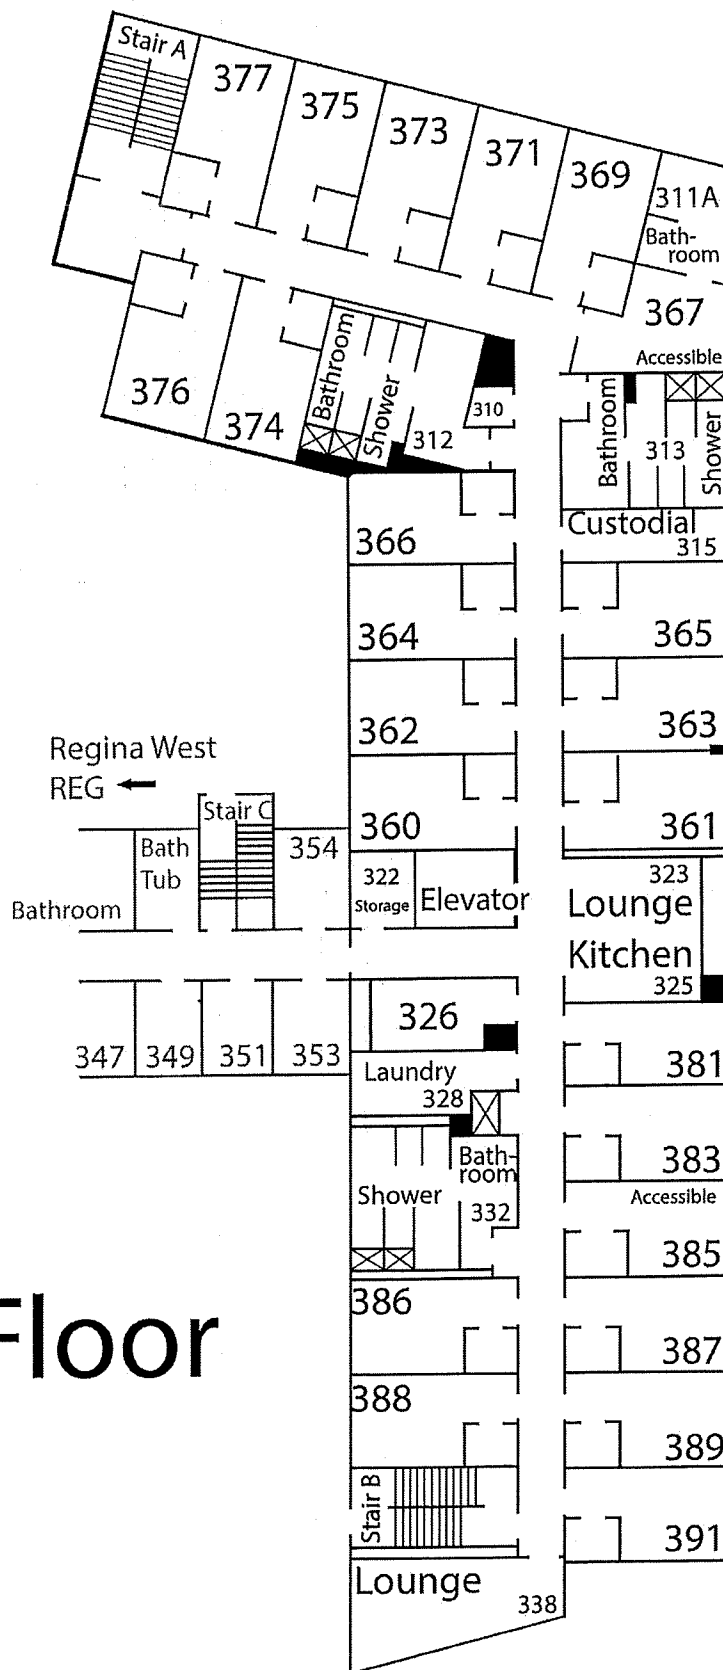 Stair A
377
375
373
371
369
311A
Bath-
room
367
Accessible
376
374
Bathroom
Shower
312
310
Bathroom
313
Shower
Custodial
315
366
364
365
362
363
Regina West
REG
Stair C
360
361
354
Bath
Tub
Bathroom
322
Storage
Elevator
323
Lounge
Kitchen
325
347
349
351
353
326
Laundry
328
381
Bath-
room
383
Accessible
Shower
332
385
Floor
386
387
388
389
Stair B
391
Lounge
338